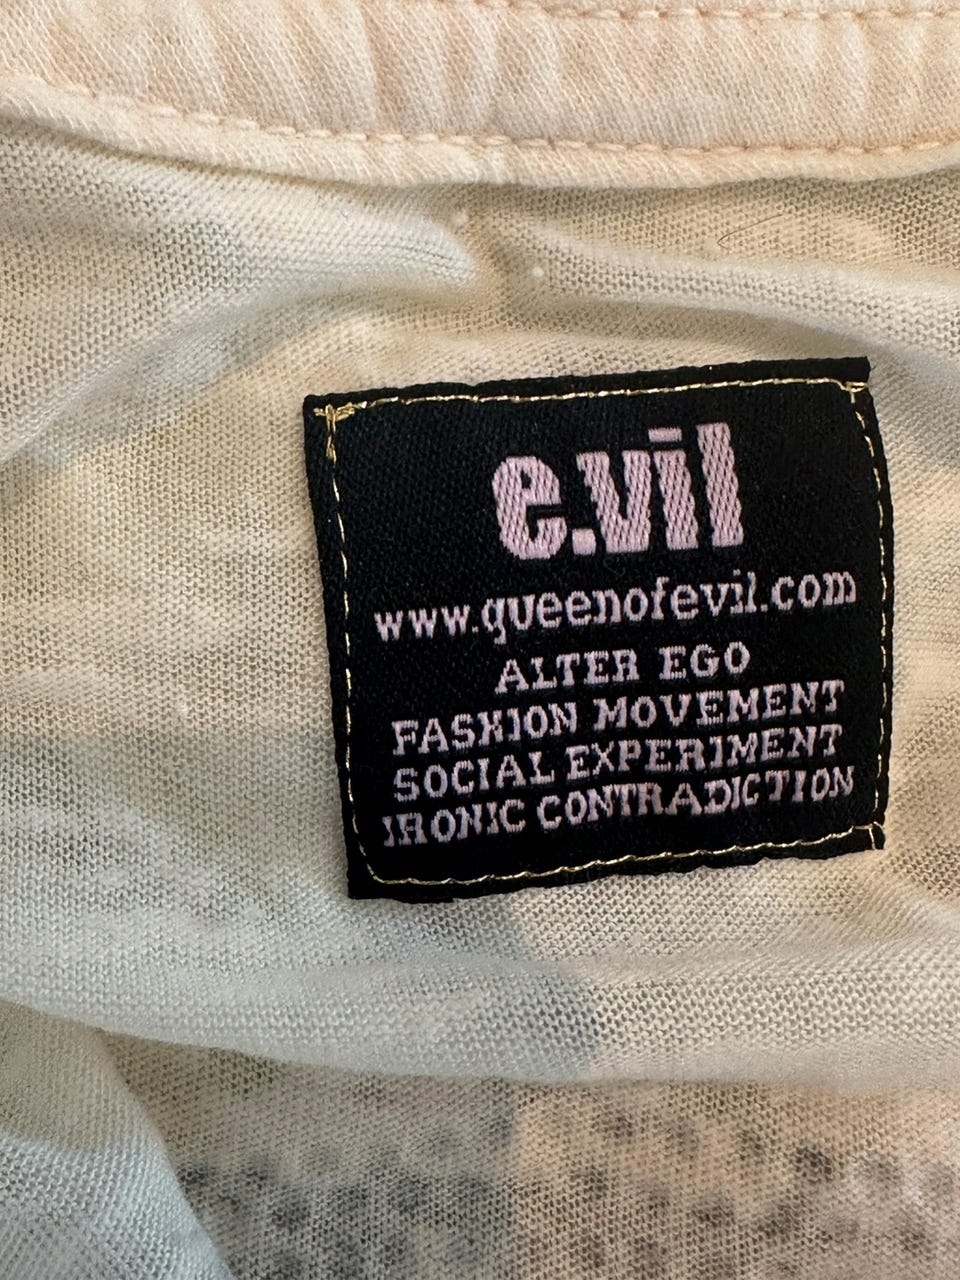 e.vil
www.queenofevil.com
ALTER EGO
FASHION MOVEMENT
SOCIAL EXPERIMENT
IRONIC CONTRADICTION